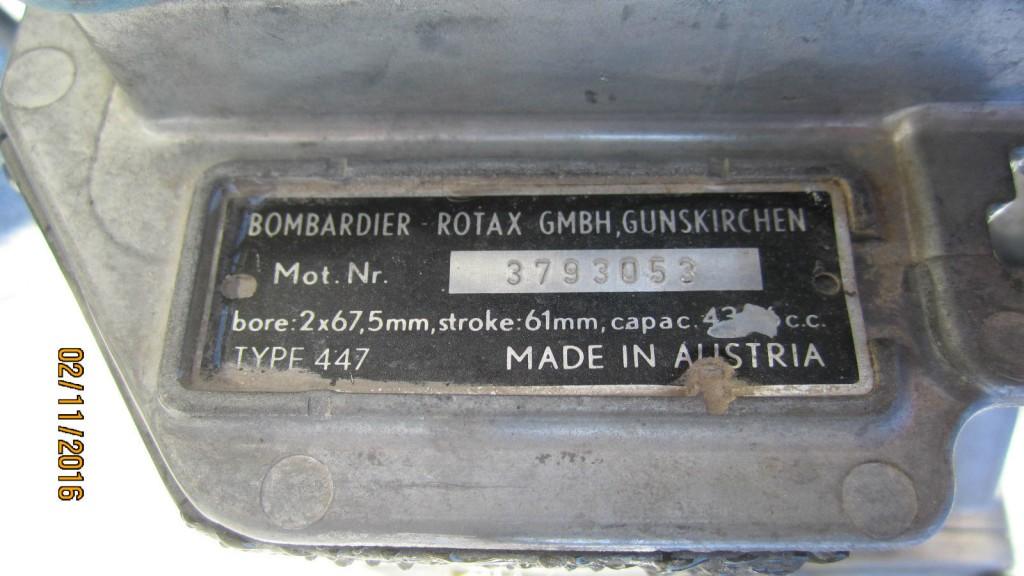 BOMBARDIER - ROTAX GMBH, GUNSKIRCHEN
Mot. Nr. 3793053
bore: 2x67,5mm, stroke: 61mm, capac. c.c.
TYPE 447 MADE IN AUSTRIA
02/11/2016